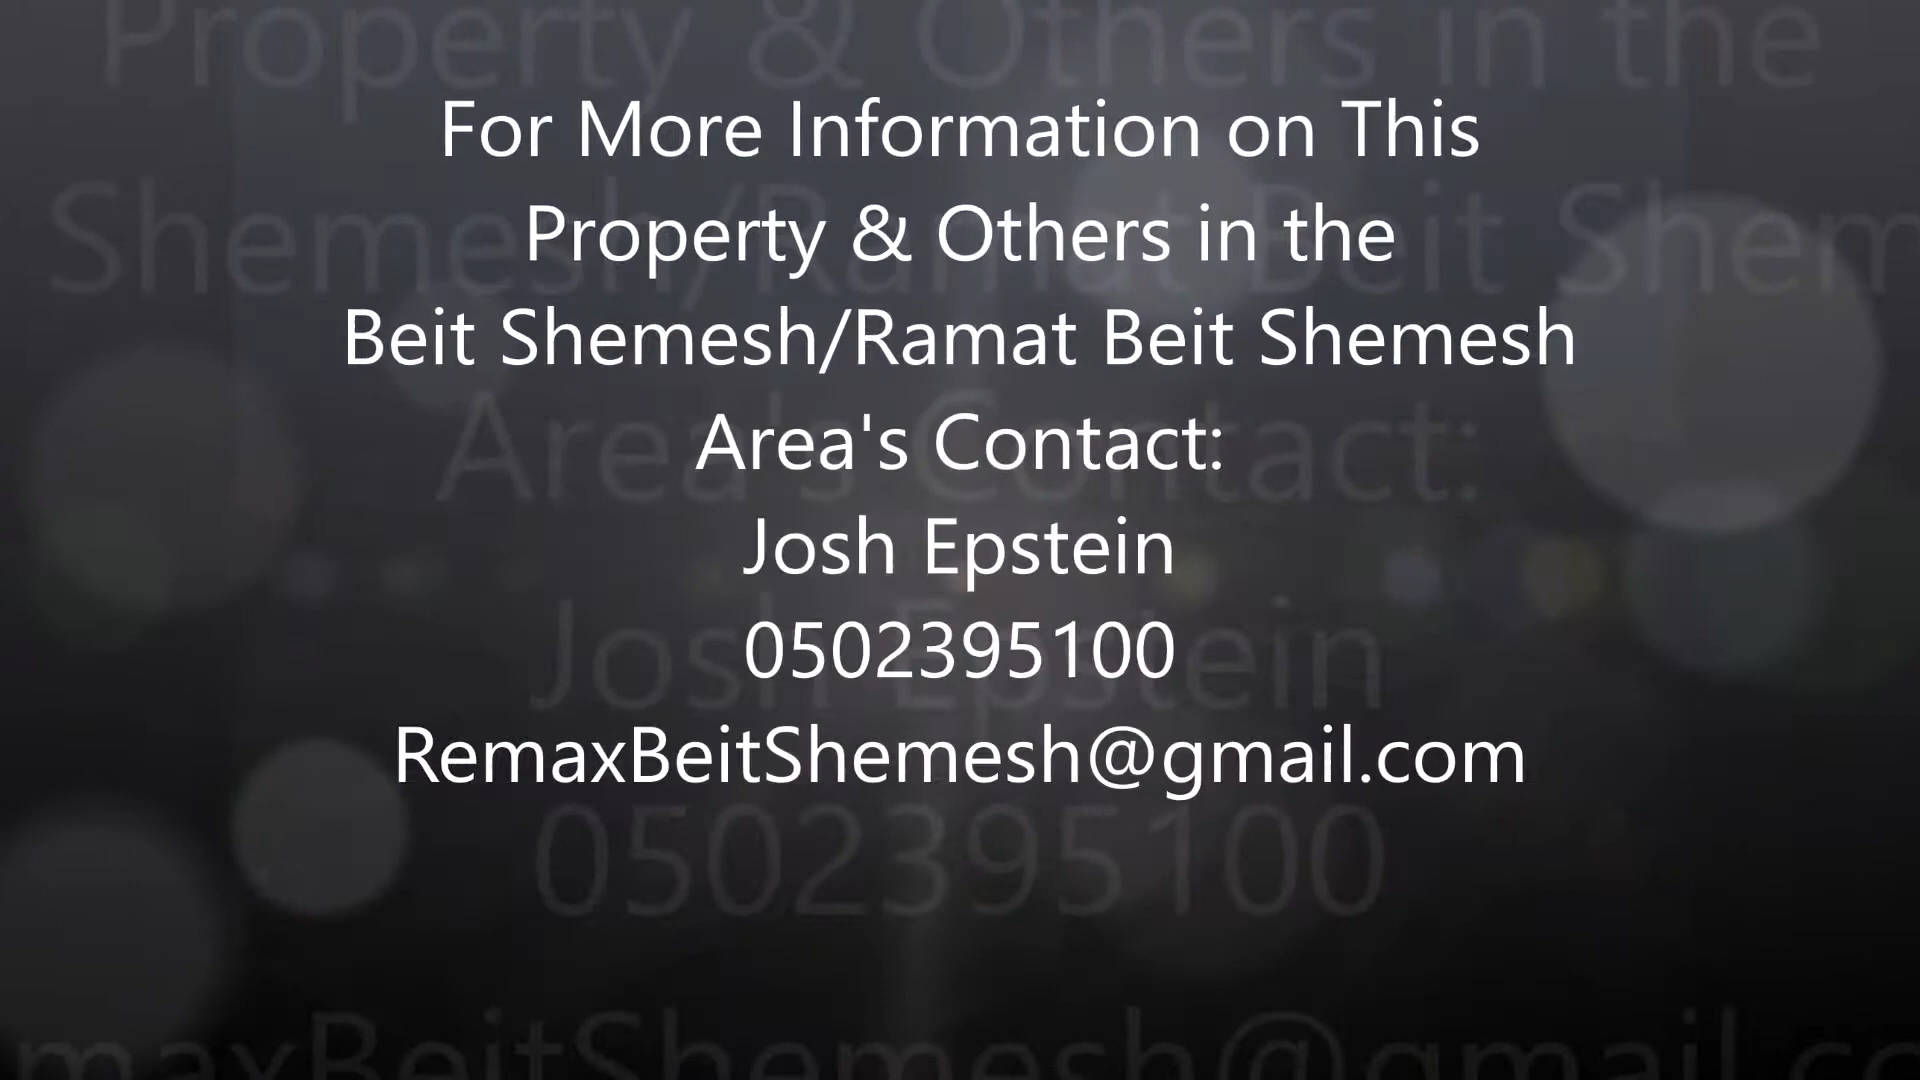 For More Information on This
Property & Others in the
Beit Shemesh/Ramat Beit Shemesh
Area's Contact:
Josh Epstein
0502395100
RemaxBeitShemesh@gmail.com